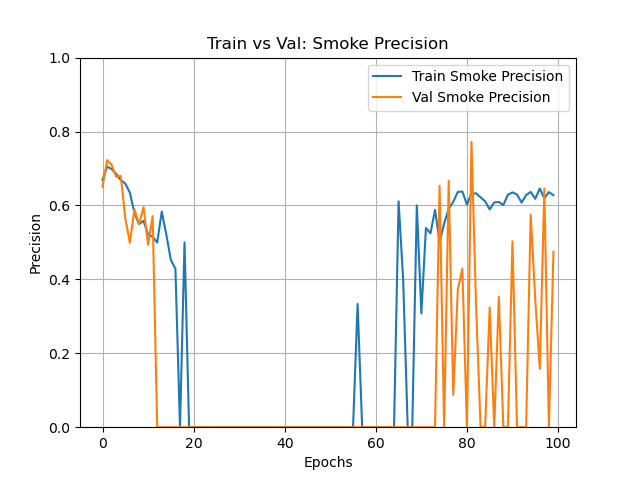 Train vs Val: Smoke Precision
Train Smoke Precision
Val Smoke Precision
1.0
0.8
0.6
0.4
0.2
0.0
Precision
0 20 40 60 80 100
Epochs